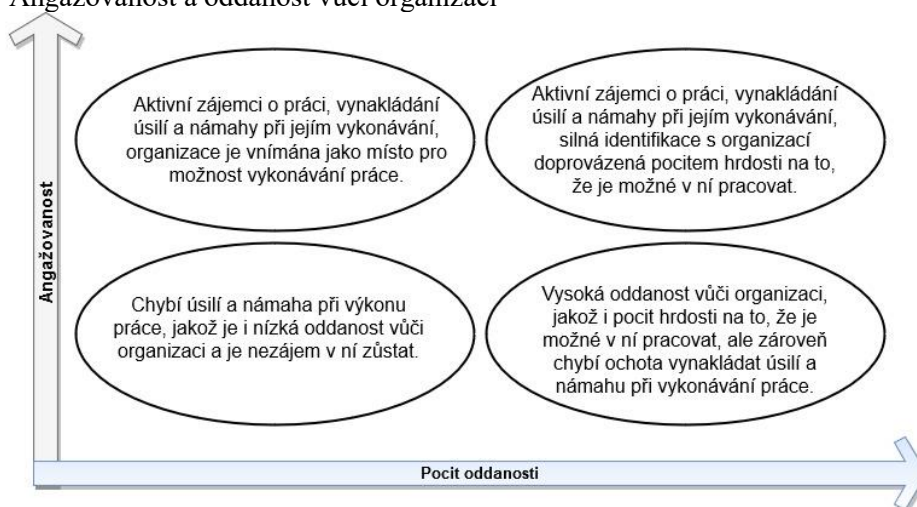 Angažovanost a oddanost vůči organizaci
Aktivní zájemci o práci, vynakládání
úsilí a námahy při jejím vykonávání,
organizace je vnímána jako místo pro
možnost vykonávání práce.
Aktivní zájemci o práci, vynakládání
úsilí a námahy při jejím vykonávání,
silná identifikace s organizací
doprovázená pocitem hrdosti na to,
že je možné v ní pracovat.
Angažovanost
Chybí úsilí a námaha při výkonu
práce, jakož je i nízká oddanost vůči
organizaci a je nezájem v ní zůstat.
Vysoká oddanost vůči organizaci,
jakož i pocit hrdosti na to, že je
možné v ní pracovat, ale zároveň
chybí ochota vynakládat úsilí a
námahu při vykonávání práce.
Pocit oddanosti